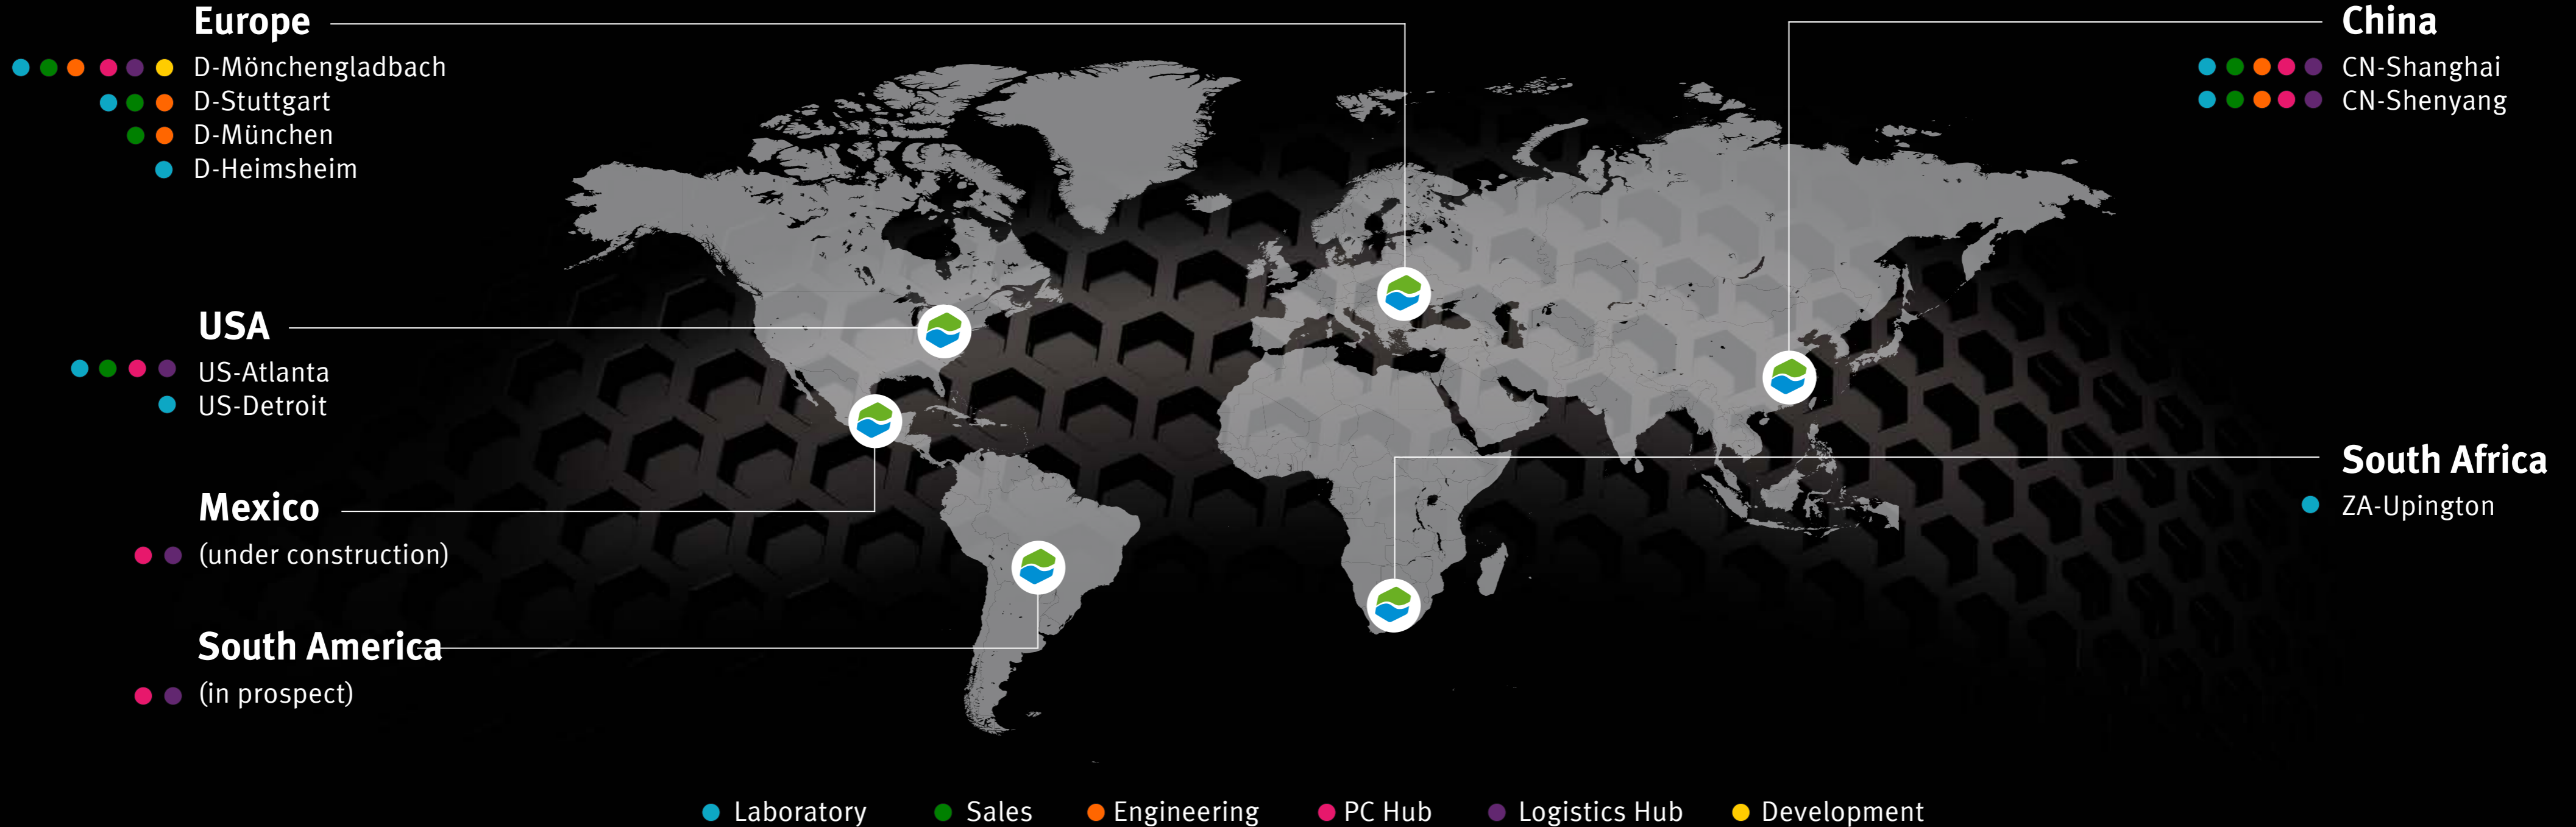 Europe
D-Mönchengladbach
D-Stuttgart
D-München
D-Heimsheim
USA
US-Atlanta
US-Detroit
Mexico
(under construction)
South America
(in prospect)
China
CN-Shanghai
CN-Shenyang
South Africa
ZA-Upington
Laboratory
Sales
Engineering
PC Hub
Logistics Hub
Development